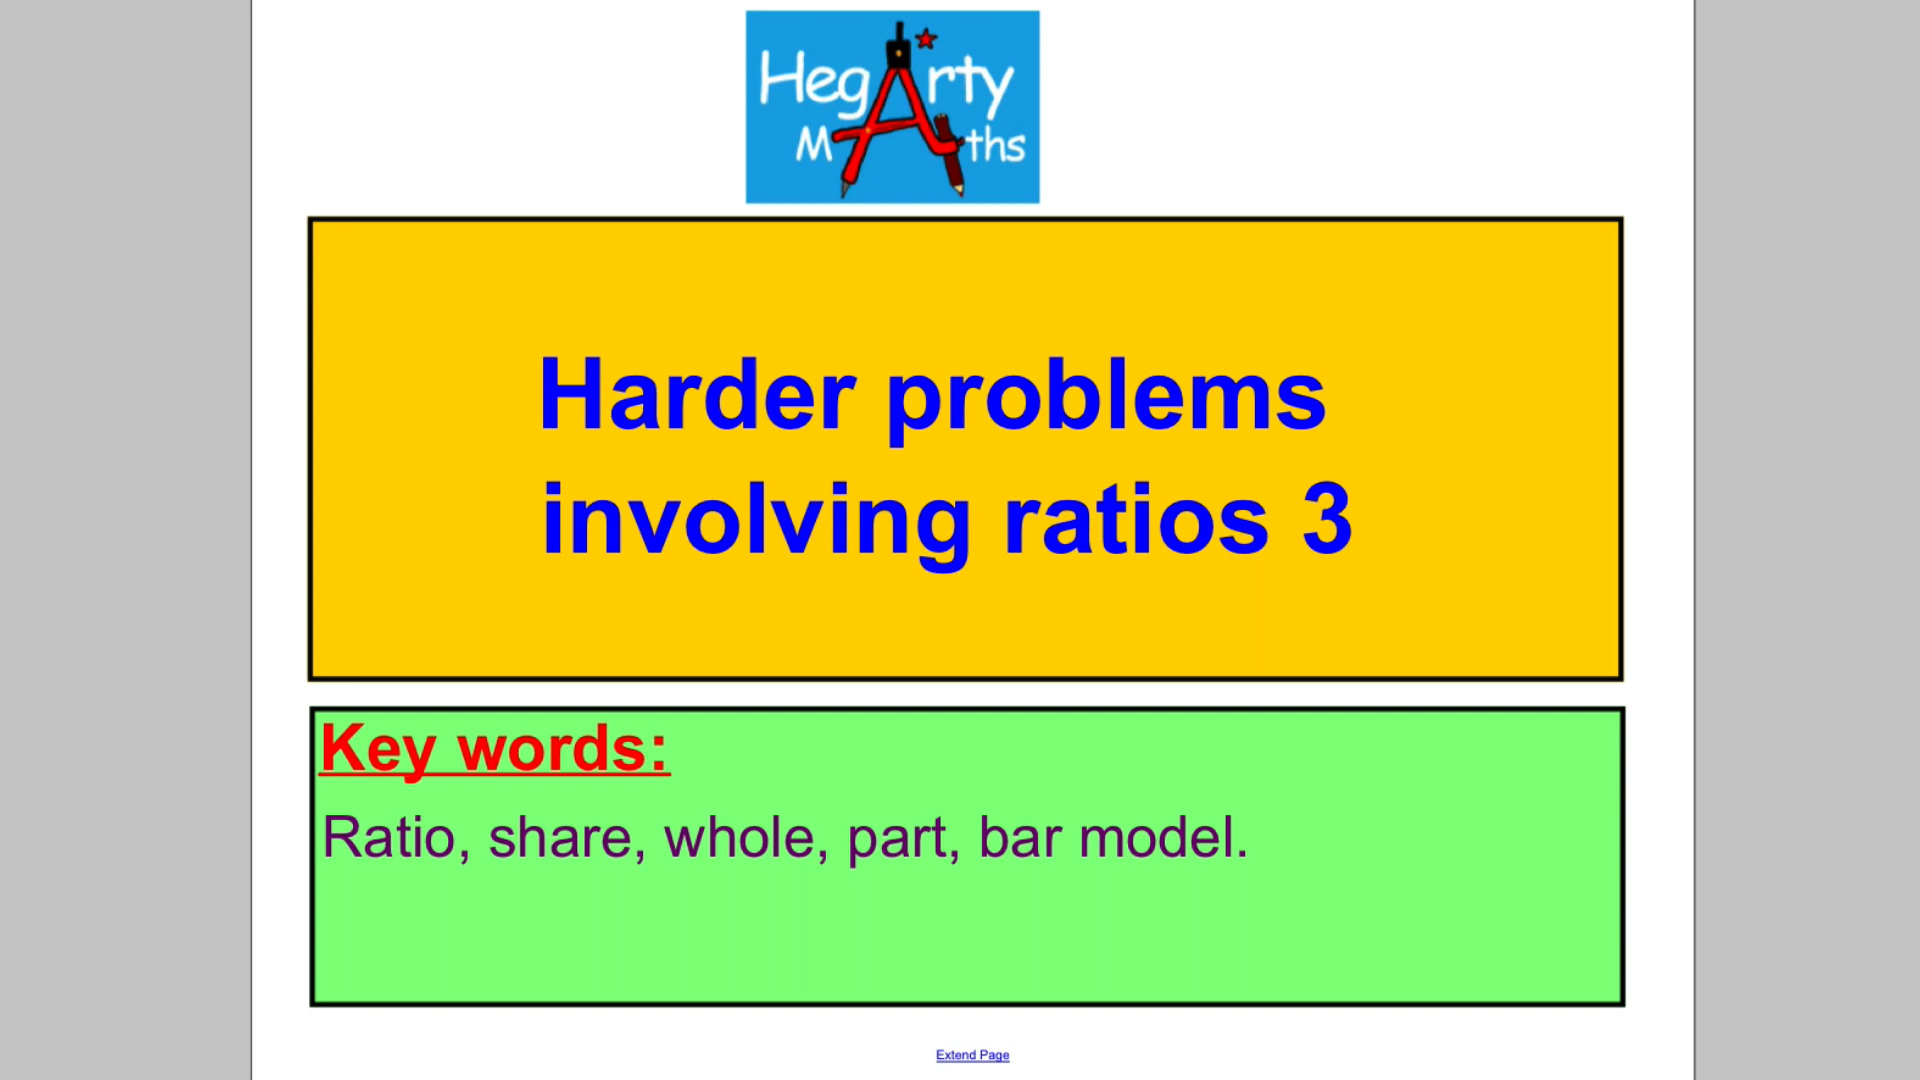 HegArty
MAths
Harder problems
involving ratios 3
Key words:
Ratio, share, whole, part, bar model.
Extend Page